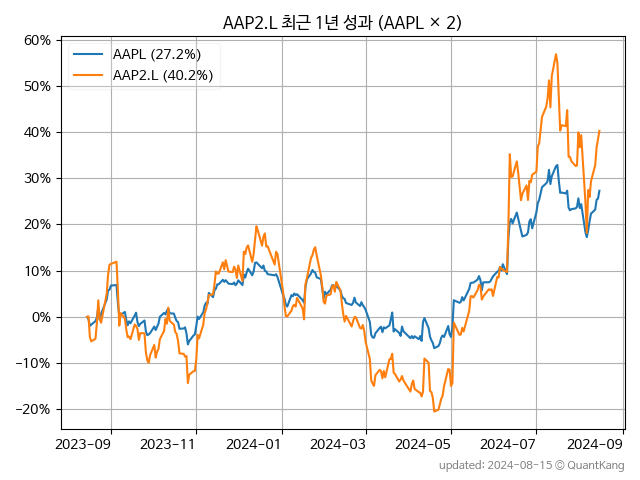 AAP2.L 최근 1년 성과 (AAPL × 2)
AAPL (27.2%)
AAP2.L (40.2%)
60%
50%
40%
30%
20%
10%
0%
−10%
−20%
2023-09 2023-11 2024-01 2024-03 2024-05 2024-07 2024-09
updated: 2024-08-15 © QuantKang